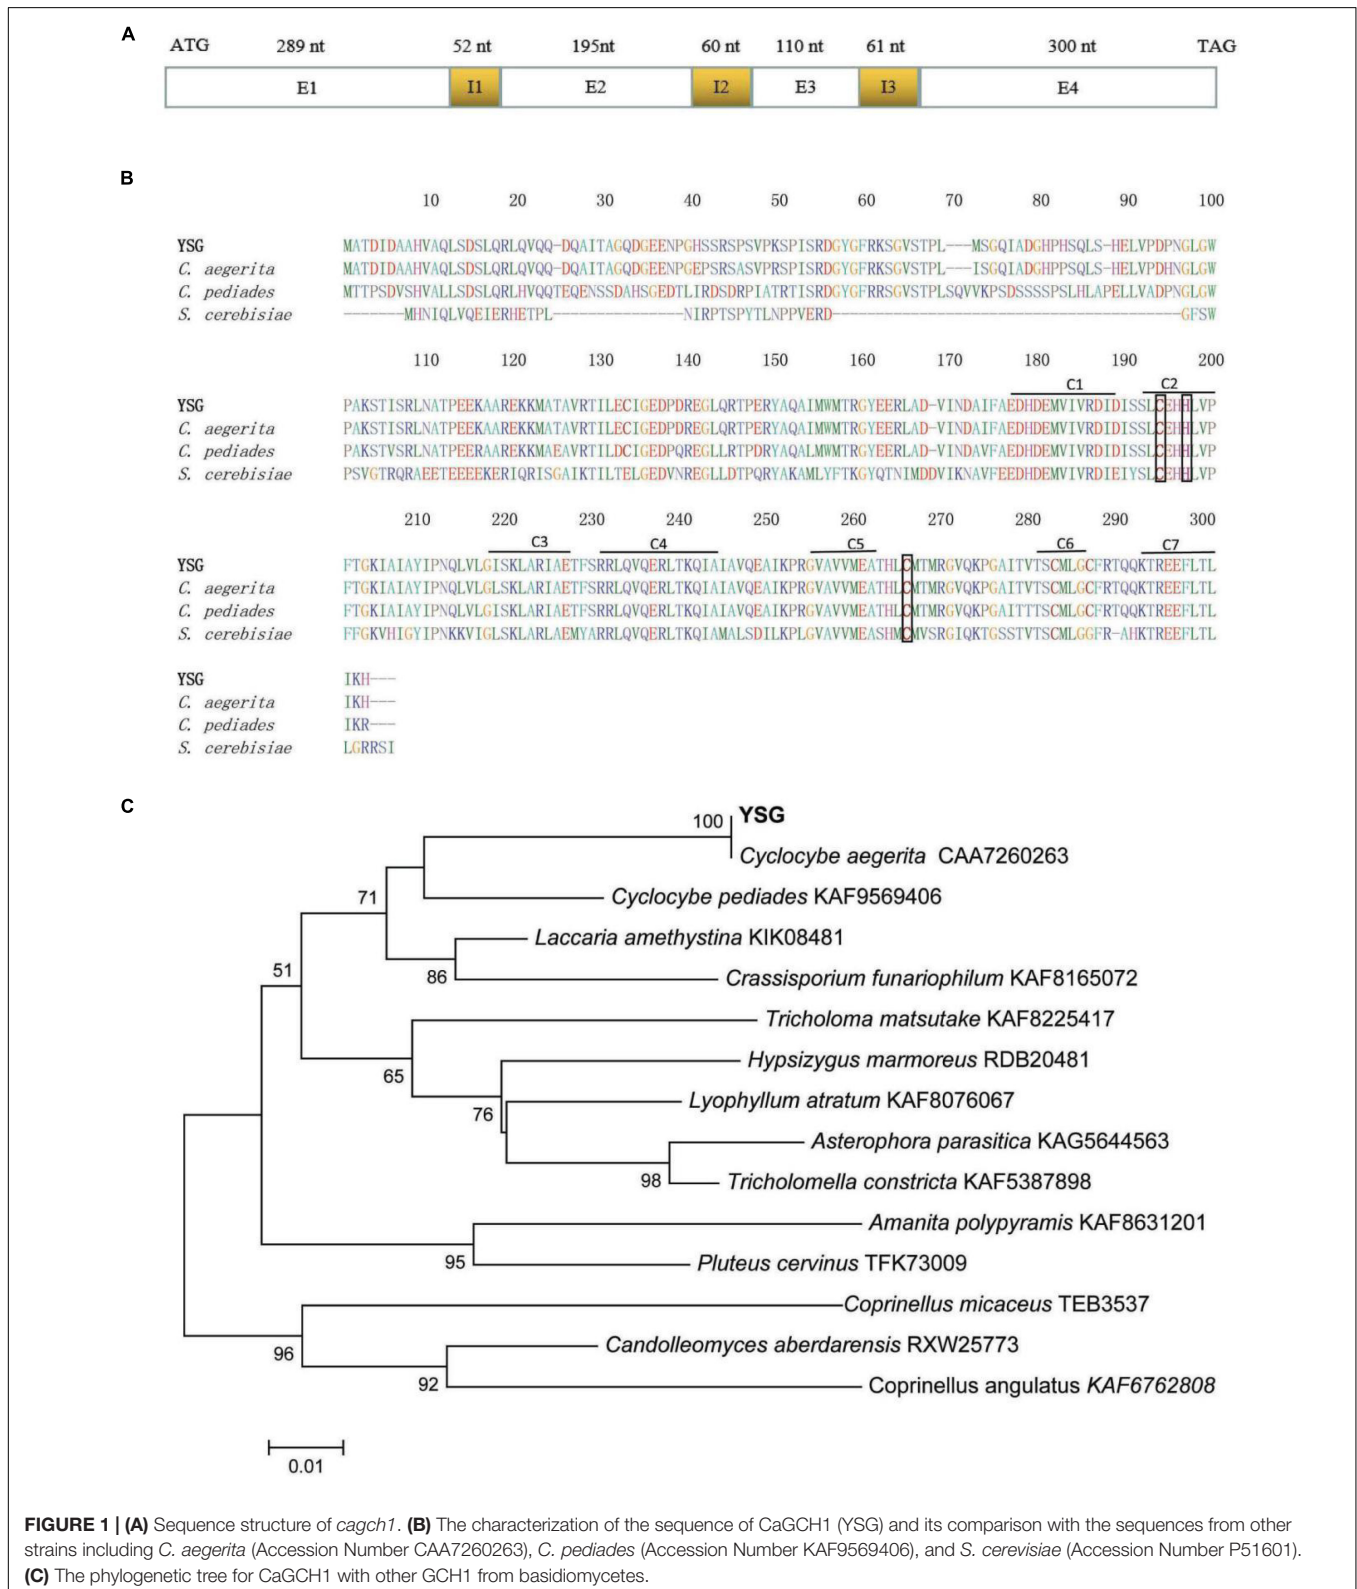 A
ATG 289 nt 52 nt 195nt 60 nt 110 nt 61 nt 300 nt TAG
E1 I1 E2 I2 E3 I3 E4
B
10 20 30 40 50 60 70 80 90 100
YSG MATDIDAAHVAQLSDSLQRLQVQQ-DQAITAGQDGEENPGHSSRSPSVPKSPISRDGYGFRKSGVSTPL---MSGQIADGHPHSQLS-HELVPDPNGLGW
C. aegerita MATDIDAAHVAQLSDSLQRLQVQQ-DQAITAGQDGEENPGEPSRSASVPRSPISRDGYGFRKSGVSTPL---ISGQIADGHPPSQLS-HELVPDHNGLGW
C. pediades MTTPSDVSHVALLSDSLQRLHVQQTEQENSSDAHSGEDTLIRDSDRPIATRTISRDGYGFRRSGVSTPLSQVVKPSDSSSSPSLHLAPELLVADPNGLGW
S. cerebisiae -------MHNIQLVQEIERHETPL---------------NIRPTSPYTLNPPVERD----------------------------------------GFSW
110 120 130 140 150 160 170 180 190 200
C1 C2
YSG PAKSTISRLNATPEEKAAREKKMATAVRTILECIGEDPDREGLQRTPERYAQAIMWMTRGYEERLAD-VINDAIFAEDHDEMVIVRDIDISSLCEHHLVP
C. aegerita PAKSTISRLNATPEEKAAREKKMATAVRTILECIGEDPDREGLQRTPERYAQAIMWMTRGYEERLAD-VINDAIFAEDHDEMVIVRDIDISSLCEHHLVP
C. pediades PAKSTVSRLNATPEERAAREKKMAEAVRTILDCIGEDPQREGLLRTPDRYAQALMWMTRGYEERLAD-VINDAVFAEDHDEMVIVRDIDISSLCEHHLVP
S. cerebisiae PSVGTRQRAEETEEEEKERIQRISGAIKTILTELGEDVNREGLLDTPQRYAKAMLYFTKGYQTNIMDDVIKNAVFEEDHDEMVIVRDIEIYSLCEHHLVP
210 220 230 240 250 260 270 280 290 300
C3 C4 C5 C6 C7
YSG FTGKIAIAYIPNQLVLGISKLARIAETFSRRLQVQERLTKQIAIAVQEAIKPRGVAVVMEATHLCMTMRGVQKPGAITVTSCMLGCFRTQQKTREEFLTL
C. aegerita FTGKIAIAYIPNQLVLGISKLARIAETFSRRLQVQERLTKQIAIAVQEAIKPRGVAVVMEATHLCMTMRGVQKPGAITVTSCMLGCFRTQQKTREEFLTL
C. pediades FTGKIAIAYIPNQLVLGISKLARIAETFSRRLQVQERLTKQIAIAVQEAIKPRGVAVVMEATHLCMTMRGVQKPGAITTTSCMLGCFRTQQKTREEFLTL
S. cerebisiae FFGKVHIGYIPNKKVIGLSKLARLAEMYARRLQVQERLTKQIAMALSDILKPLGVAVVMEASHMCMVSRGIQKTGSSTVTSCMLGGFR-AHKTREEFLTL
YSG IKH---
C. aegerita IKH---
C. pediades IKR---
S. cerebisiae LGRRSI
C
100 YSG
Cyclocybe aegerita CAA7260263
71 Cyclocybe pediades KAF9569406
Laccaria amethystina KIK08481
51 86 Crassisporium funariophilum KAF8165072
Tricholoma matsutake KAF8225417
Hypsizygus marmoreus RDB20481
65 Lyophyllum atratum KAF8076067
76 Asterophora parasitica KAG5644563
98 Tricholomella constricta KAF5387898
Amanita polypyramis KAF8631201
95 Pluteus cervinus TFK73009
Coprinellus micaceus TEB3537
96 Candolleomyces aberdarensis RXW25773
92 Coprinellus angulatus KAF6762808
0.01
FIGURE 1 | (A) Sequence structure of cagch1. (B) The characterization of the sequence of CaGCH1 (YSG) and its comparison with the sequences from other
strains including C. aegerita (Accession Number CAA7260263), C. pediades (Accession Number KAF9569406), and S. cerevisiae (Accession Number P51601).
(C) The phylogenetic tree for CaGCH1 with other GCH1 from basidiomycetes.